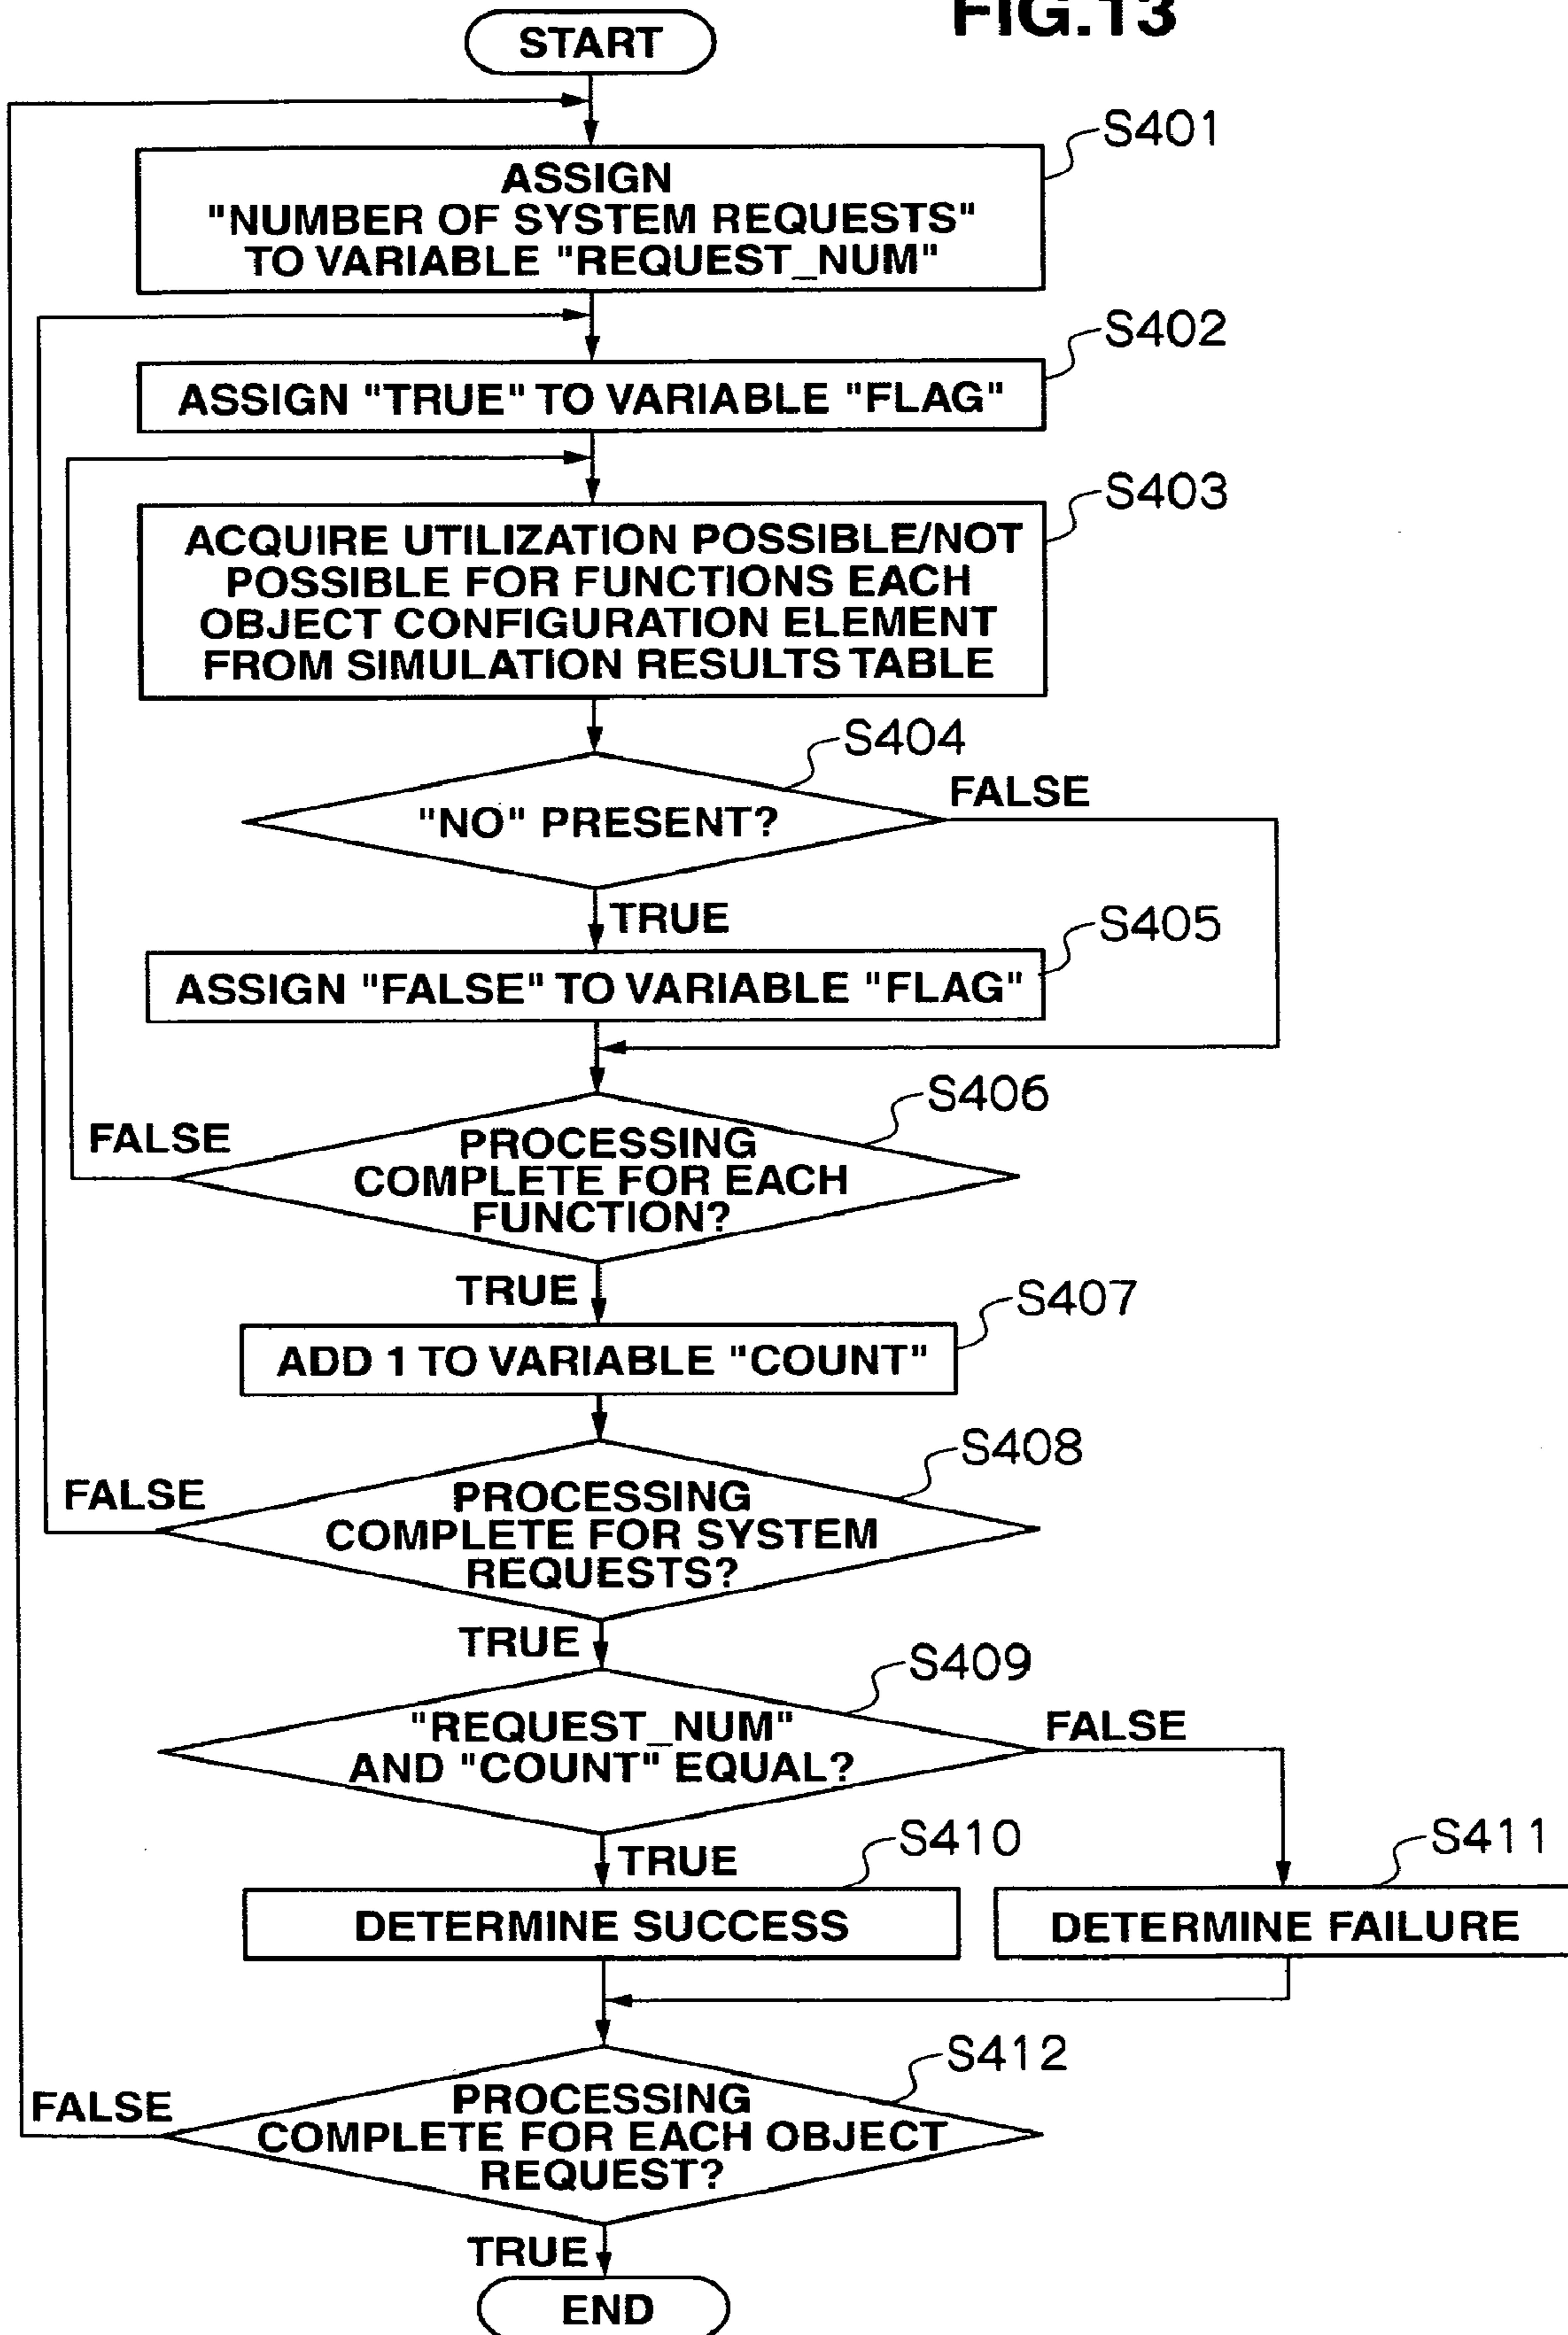 FIG.13
START
S401
ASSIGN
"NUMBER OF SYSTEM REQUESTS"
TO VARIABLE "REQUEST_NUM"
S402
ASSIGN "TRUE" TO VARIABLE "FLAG"
S403
ACQUIRE UTILIZATION POSSIBLE/NOT
POSSIBLE FOR FUNCTIONS EACH
OBJECT CONFIGURATION ELEMENT
FROM SIMULATION RESULTS TABLE
S404
"NO" PRESENT?
FALSE
TRUE
S405
ASSIGN "FALSE" TO VARIABLE "FLAG"
S406
FALSE
PROCESSING
COMPLETE FOR EACH
FUNCTION?
TRUE
S407
ADD 1 TO VARIABLE "COUNT"
S408
FALSE
PROCESSING
COMPLETE FOR SYSTEM
REQUESTS?
TRUE
S409
"REQUEST_NUM"
AND "COUNT" EQUAL?
FALSE
TRUE
S410
DETERMINE SUCCESS
S411
DETERMINE FAILURE
S412
FALSE
PROCESSING
COMPLETE FOR EACH OBJECT
REQUEST?
TRUE
END